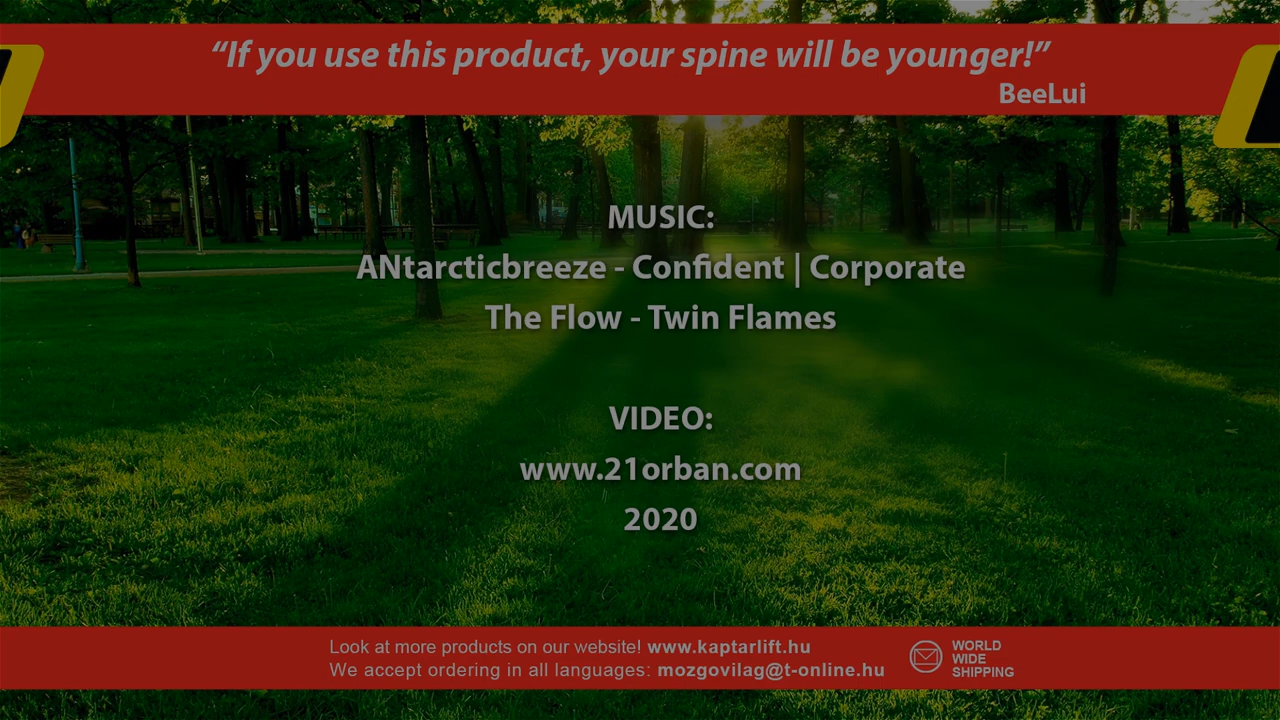 “If you use this product, your spine will be younger!”
BeeLui
MUSIC:
ANtarcticbreeze - Confident | Corporate
The Flow - Twin Flames
VIDEO:
www.21orban.com
2020
Look at more products on our website! www.kaptarlift.hu
We accept ordering in all languages: mozgovilag@t-online.hu
WORLD
WIDE
SHIPPING